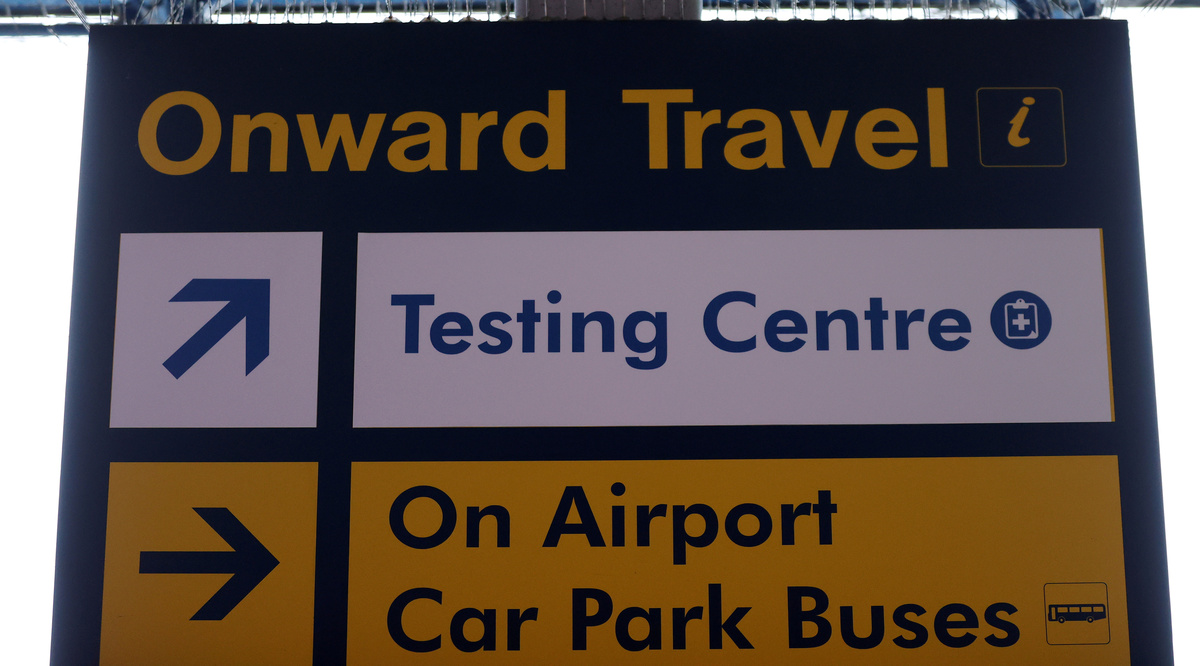 Onward Travel i
Testing Centre
On Airport
Car Park Buses